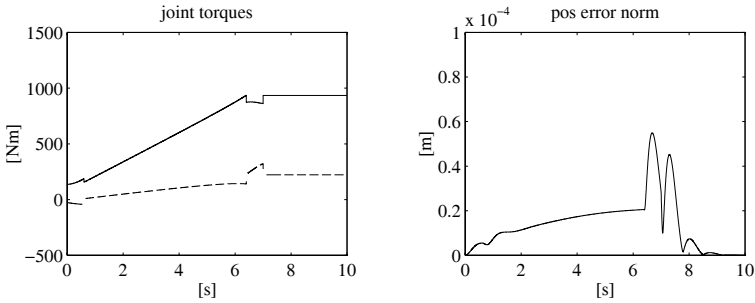 joint torques
1500
1000
500
0
−500
[Nm]
0 2 4 6 8 10
[s]
pos error norm
1 x 10⁻⁴
0.8
0.6
0.4
0.2
0
[m]
0 2 4 6 8 10
[s]